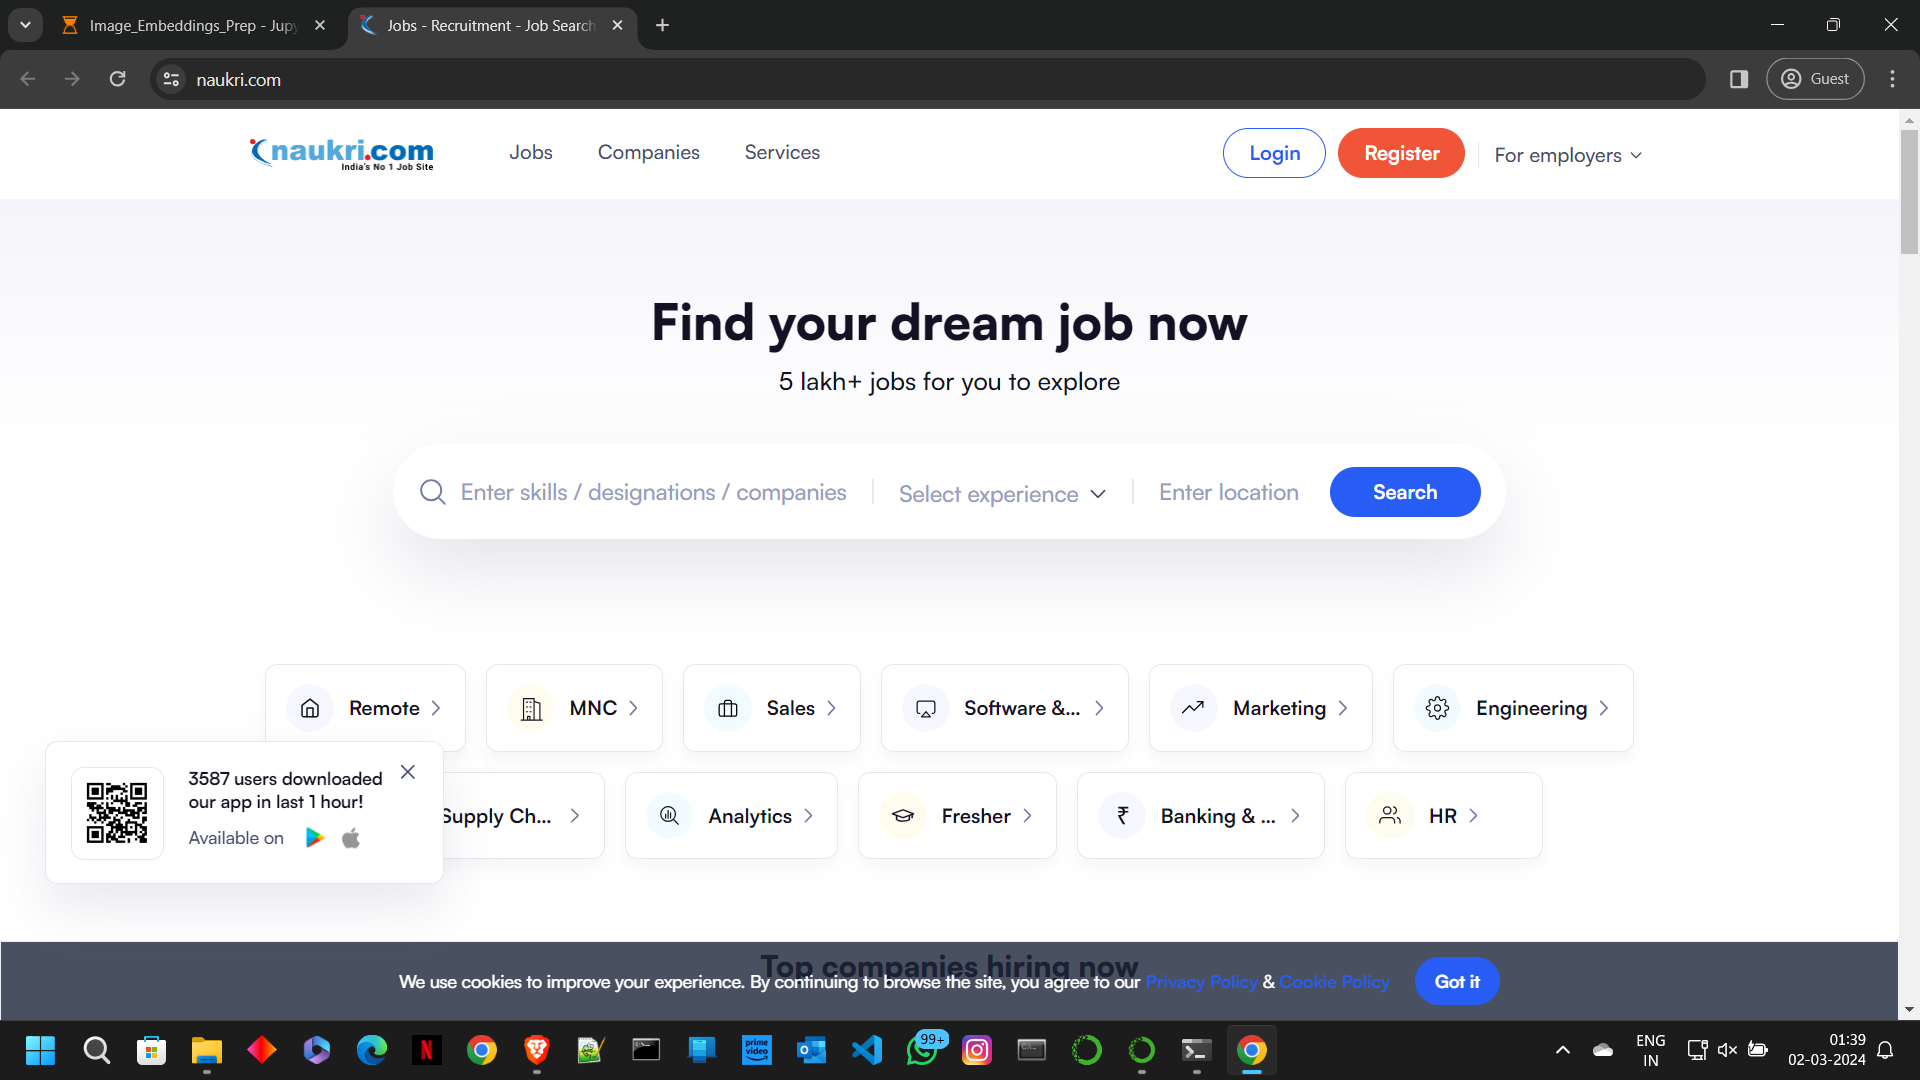 Image_Embeddings_Prep - Jupy
Jobs - Recruitment - Job Search
naukri.com
Guest
naukri.com
India's No 1 Job Site
Jobs
Companies
Services
Login
Register
For employers
Find your dream job now
5 lakh+ jobs for you to explore
Enter skills / designations / companies
Select experience
Enter location
Search
Remote
MNC
Sales
Software &...
Marketing
Engineering
3587 users downloaded
our app in last 1 hour!
Available on
Supply Ch...
Analytics
Fresher
Banking & ...
HR
Top companies hiring now
We use cookies to improve your experience. By continuing to browse the site, you agree to our Privacy Policy & Cookie Policy
Got it
N
prime
video
99+
ENG
IN
01:39
02-03-2024